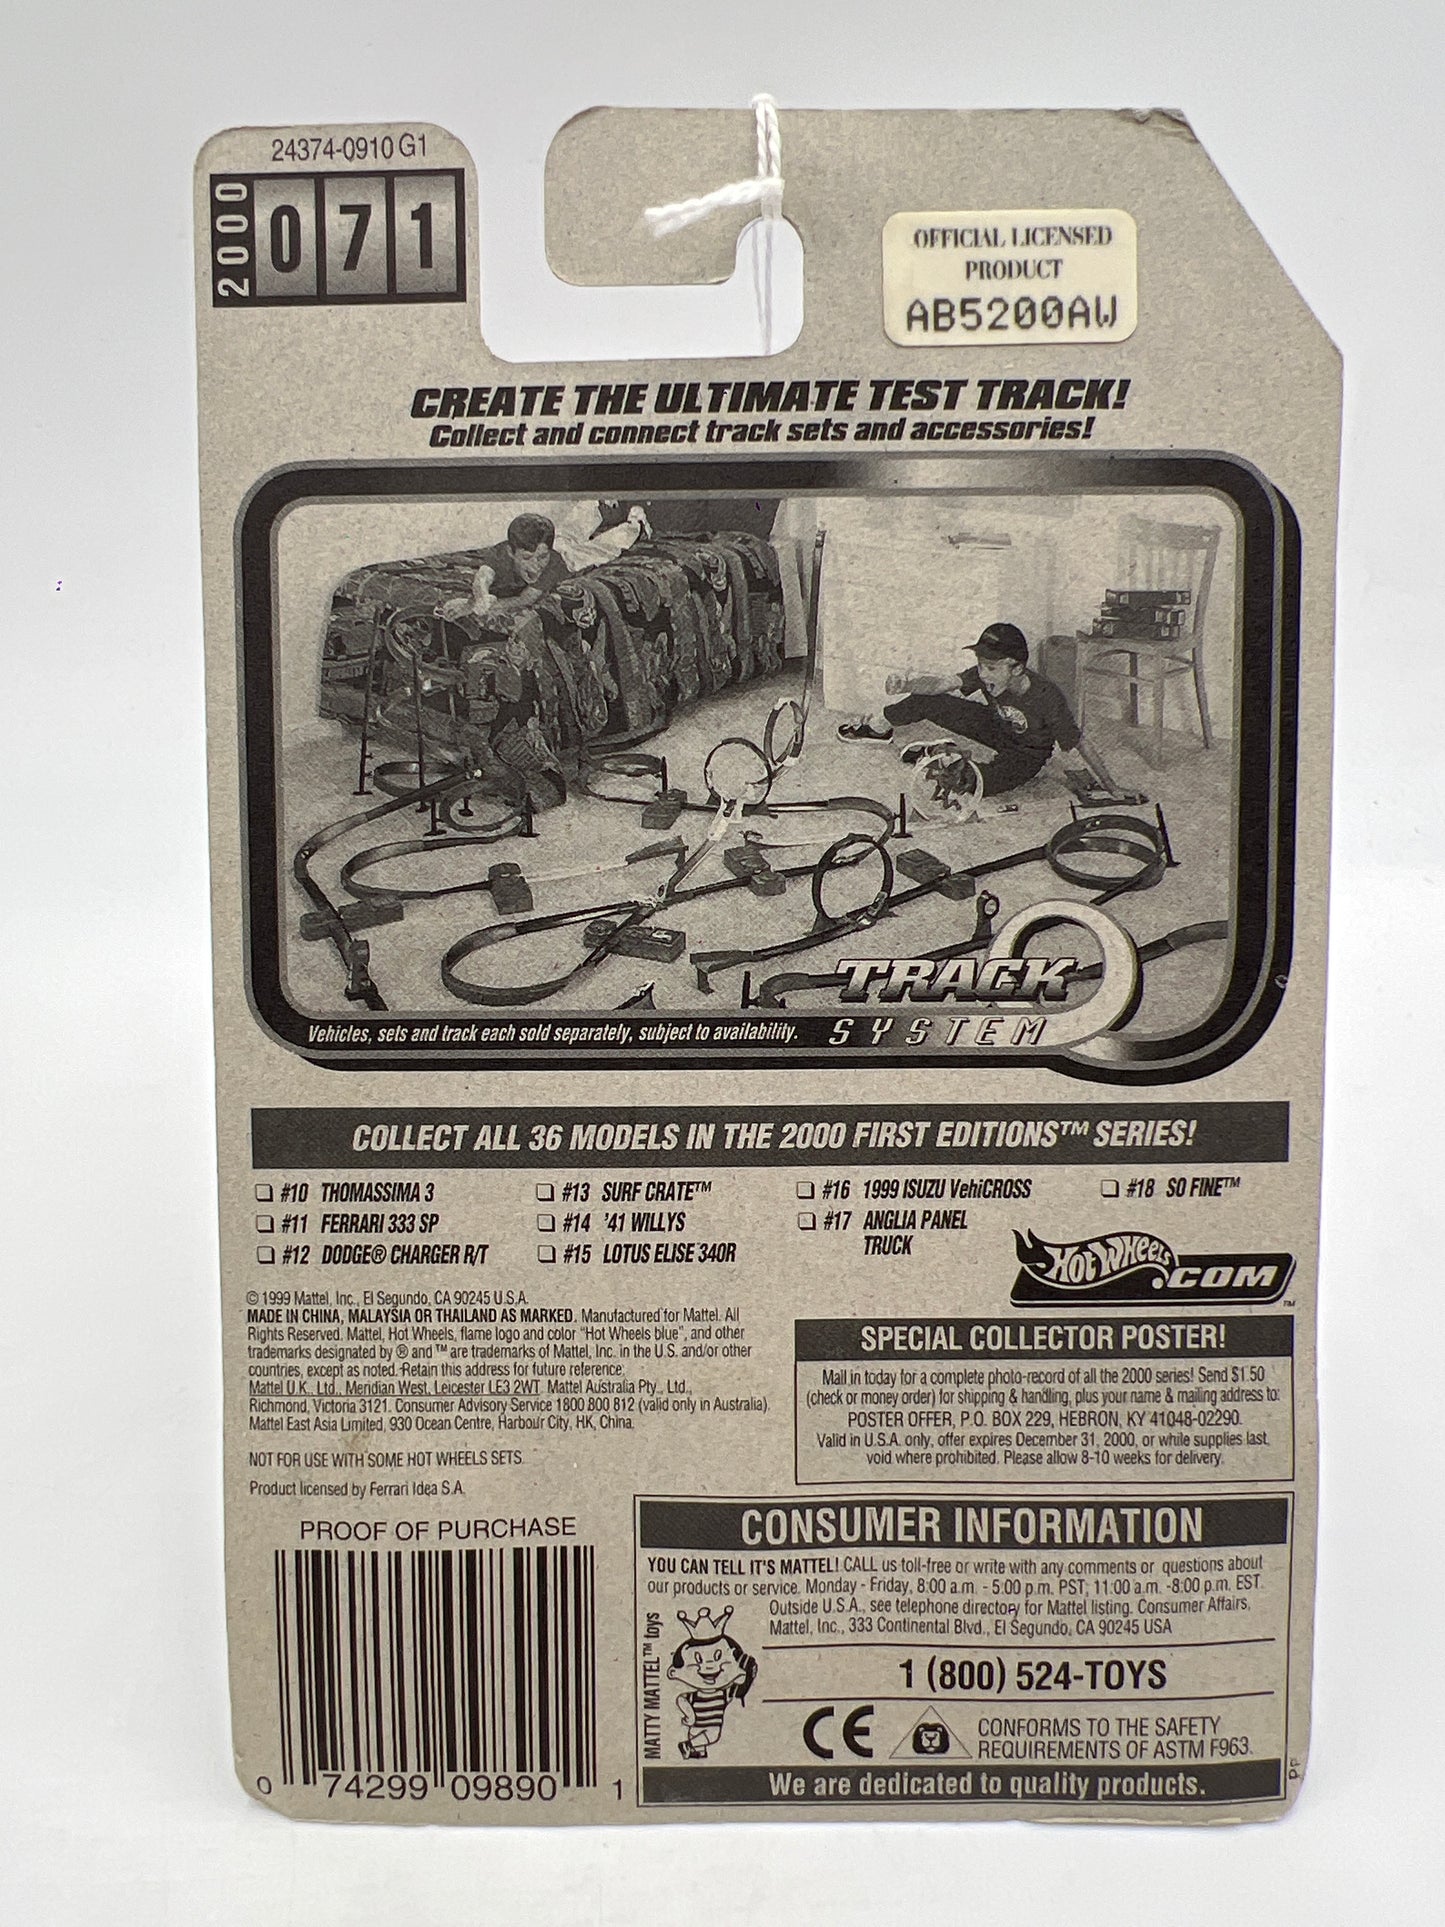 24374-0910 G1
2000
071
OFFICIAL LICENSED
PRODUCT
AB5200AW
CREATE THE ULTIMATE TEST TRACK!
Collect and connect track sets and accessories!
TRACK
SYSTEM
Vehicles, sets and track each sold separately, subject to availability.
COLLECT ALL 36 MODELS IN THE 2000 FIRST EDITIONS™ SERIES!
#10 THOMASSIMA 3
#11 FERRARI 333 SP
#12 DODGE® CHARGER R/T
#13 SURF CRATE™
#14 '41 WILLYS
#15 LOTUS ELISE 340R
#16 1999 ISUZU VehiCROSS
#17 ANGLIA PANEL
TRUCK
#18 SO FINE™
HOT WHEELS.COM
TM
© 1999 Mattel, Inc., El Segundo, CA 90245 U.S.A.
MADE IN CHINA, MALAYSIA OR THAILAND AS MARKED. Manufactured for Mattel. All
Rights Reserved. Mattel, Hot Wheels, flame logo and color "Hot Wheels blue", and other
trademarks designated by ® and ™ are trademarks of Mattel, Inc. in the U.S. and/or other
countries, except as noted. Retain this address for future reference:
Mattel U.K., Ltd., Meridian West, Leicester LE3 2WT. Mattel Australia Pty., Ltd.,
Richmond, Victoria 3121. Consumer Advisory Service 1800 800 812 (valid only in Australia).
Mattel East Asia Limited, 930 Ocean Centre, Harbour City, HK, China.
NOT FOR USE WITH SOME HOT WHEELS SETS.
Product licensed by Ferrari Idea S.A.
SPECIAL COLLECTOR POSTER!
Mail in today for a complete photo-record of all the 2000 series! Send $1.50
(check or money order) for shipping & handling, plus your name & mailing address to:
POSTER OFFER, P.O. BOX 229, HEBRON, KY 41048-02290.
Valid in U.S.A. only, offer expires December 31, 2000, or while supplies last,
void where prohibited. Please allow 8-10 weeks for delivery.
PROOF OF PURCHASE
0 74299 09890 1
CONSUMER INFORMATION
YOU CAN TELL IT'S MATTEL! CALL us toll-free or write with any comments or questions about
our products or service. Monday - Friday, 8:00 a.m. - 5:00 p.m. PST; 11:00 a.m. -8:00 p.m. EST.
Outside U.S.A., see telephone directory for Mattel listing. Consumer Affairs,
Mattel, Inc., 333 Continental Blvd., El Segundo, CA 90245 USA
MATTY MATTEL™ toys
1 (800) 524-TOYS
CE
CONFORMS TO THE SAFETY
REQUIREMENTS OF ASTM F963.
We are dedicated to quality products.